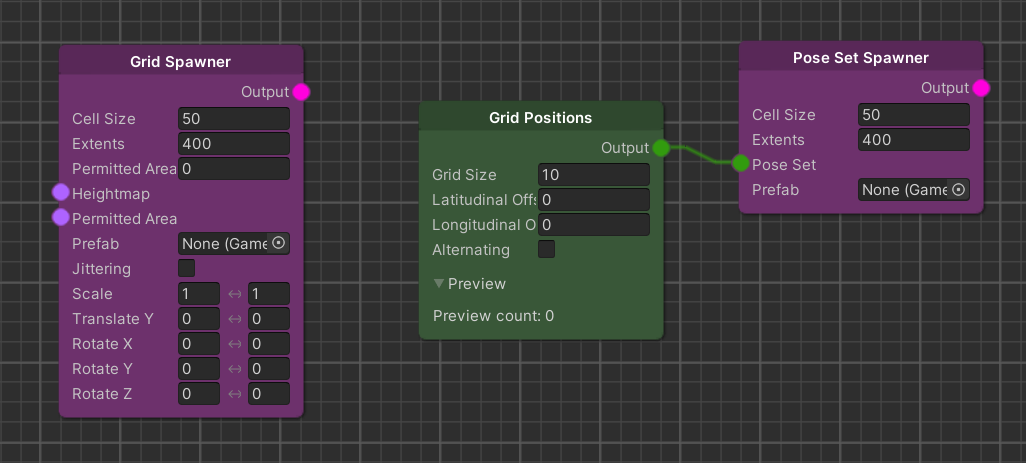 Grid Spawner
Output
Cell Size 50
Extents 400
Permitted Area 0
Heightmap
Permitted Area
Prefab None (Game
Jittering
Scale 1 ↔ 1
Translate Y 0 ↔ 0
Rotate X 0 ↔ 0
Rotate Y 0 ↔ 0
Rotate Z 0 ↔ 0
Grid Positions
Output
Grid Size 10
Latitudinal Offs 0
Longitudinal O 0
Alternating
Preview
Preview count: 0
Pose Set Spawner
Output
Cell Size 50
Extents 400
Pose Set
Prefab None (Game